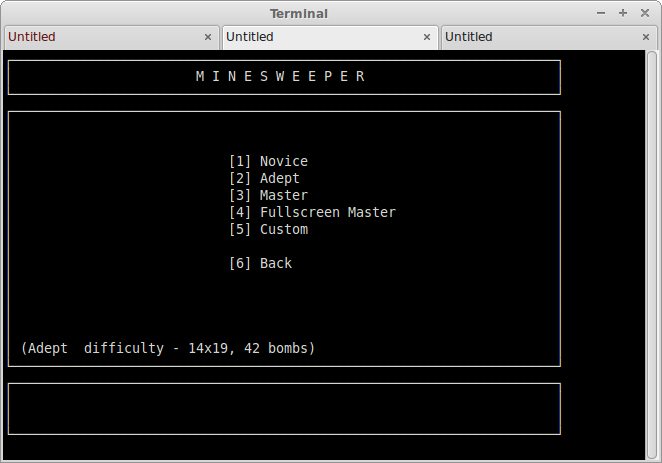 Terminal
Untitled Untitled Untitled
M I N E S W E E P E R
[1] Novice
[2] Adept
[3] Master
[4] Fullscreen Master
[5] Custom
[6] Back
(Adept  difficulty - 14x19, 42 bombs)